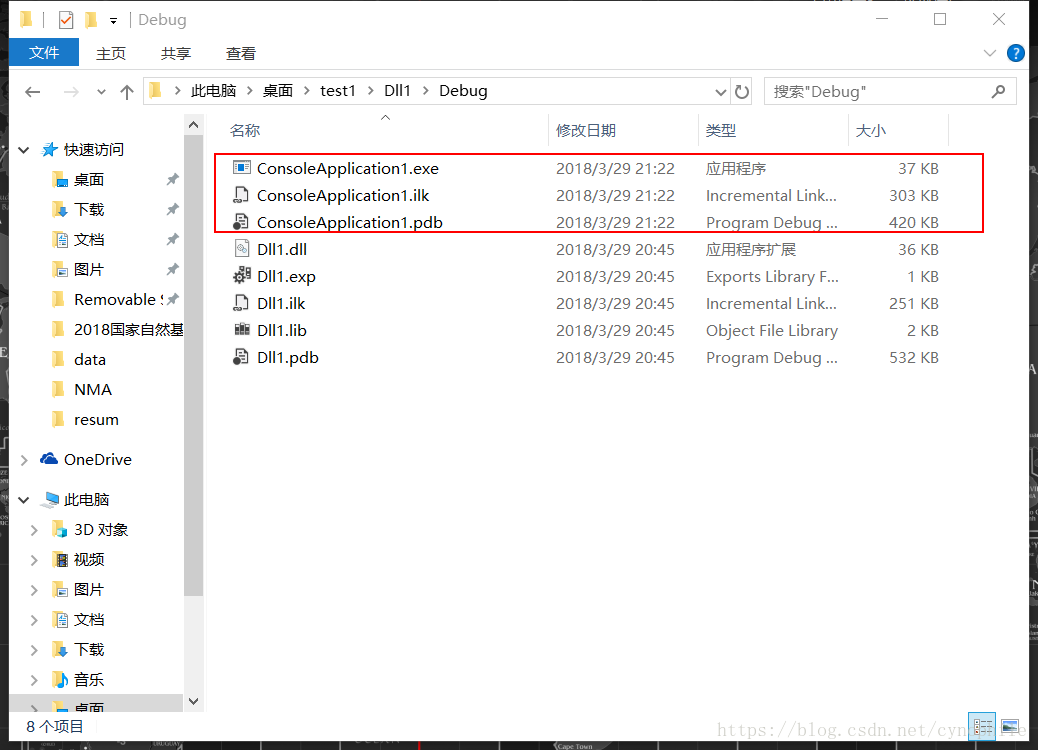 Debug
文件 主页 共享 查看
此电脑 桌面 test1 Dll1 Debug 搜索"Debug"
名称 修改日期 类型 大小
ConsoleApplication1.exe 2018/3/29 21:22 应用程序 37 KB
ConsoleApplication1.ilk 2018/3/29 21:22 Incremental Link... 303 KB
ConsoleApplication1.pdb 2018/3/29 21:22 Program Debug ... 420 KB
Dll1.dll 2018/3/29 20:45 应用程序扩展 36 KB
Dll1.exp 2018/3/29 20:45 Exports Library F... 1 KB
Dll1.ilk 2018/3/29 20:45 Incremental Link... 251 KB
Dll1.lib 2018/3/29 20:45 Object File Library 2 KB
Dll1.pdb 2018/3/29 20:45 Program Debug ... 532 KB
快速访问
桌面
下载
文档
图片
Removable
2018国家自然基
data
NMA
resum
OneDrive
此电脑
3D 对象
视频
图片
文档
下载
音乐
桌面
8 个项目
Cape Town